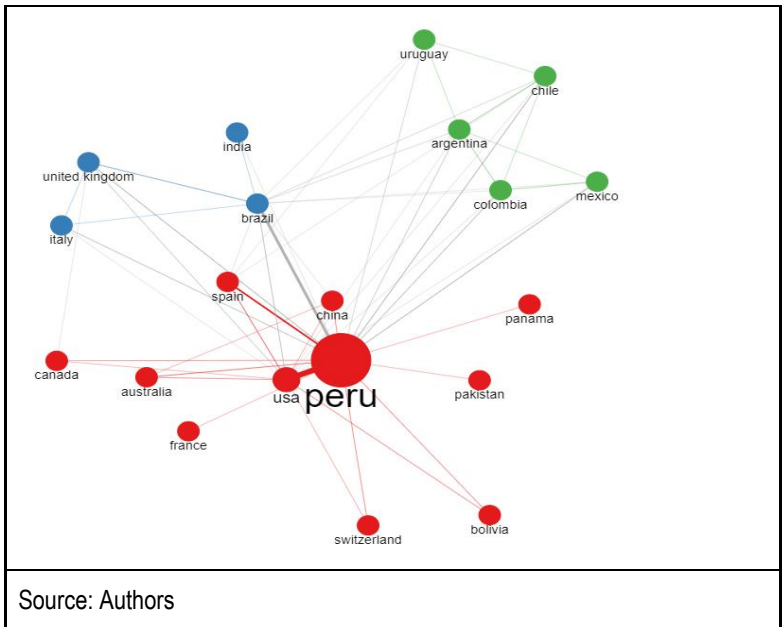 uruguay
chile
india
argentina
united kingdom
mexico
colombia
brazil
italy
spain
china
panama
canada
australia
usa
peru
pakistan
france
bolivia
switzerland
Source: Authors